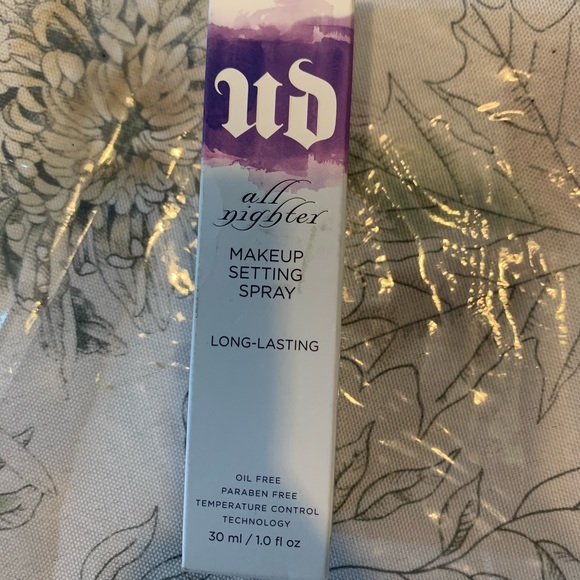 UD
all
nighter
MAKEUP
SETTING
SPRAY
LONG-LASTING
OIL FREE
PARABEN FREE
TEMPERATURE CONTROL
TECHNOLOGY
30 ml / 1.0 fl oz